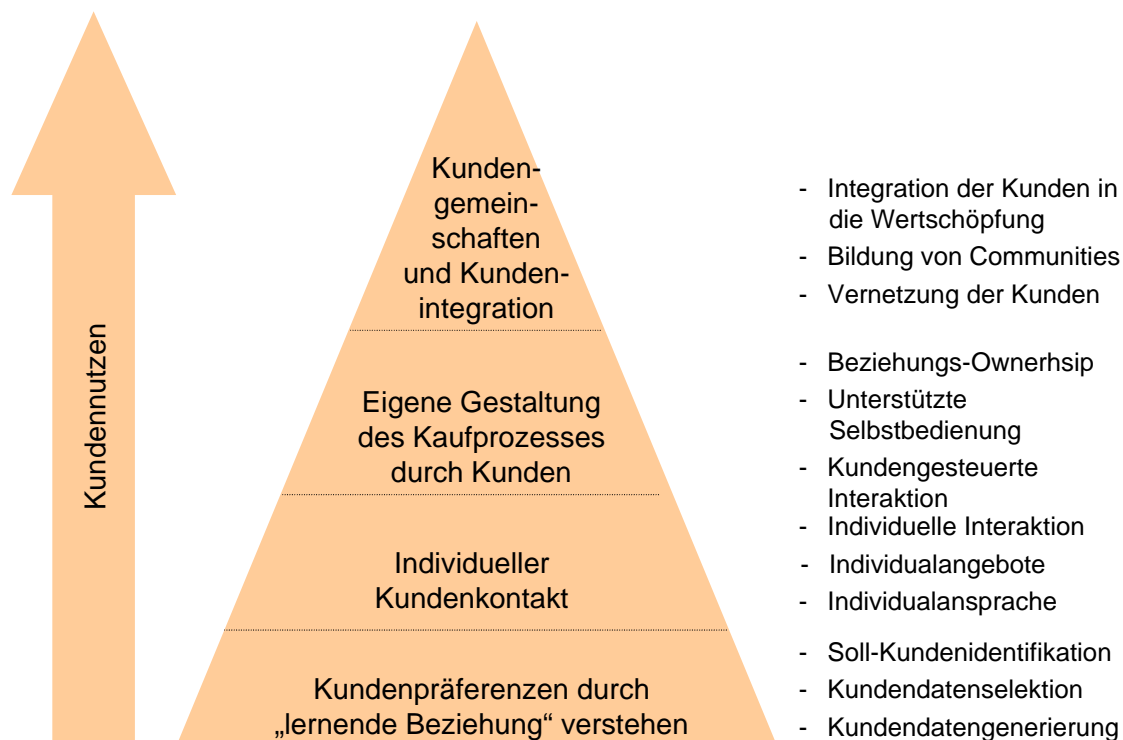 Kundennutzen
Kunden-
gemein-
schaften
und Kunden-
integration
- Integration der Kunden in
die Wertschöpfung
- Bildung von Communities
- Vernetzung der Kunden
Eigene Gestaltung
des Kaufprozesses
durch Kunden
- Beziehungs-Ownerhsip
- Unterstützte
Selbstbedienung
- Kundengesteuerte
Interaktion
Individueller
Kundenkontakt
- Individuelle Interaktion
- Individualangebote
- Individualansprache
Kundenpräferenzen durch
„lernende Beziehung“ verstehen
- Soll-Kundenidentifikation
- Kundendatenselektion
- Kundendatengenerierung